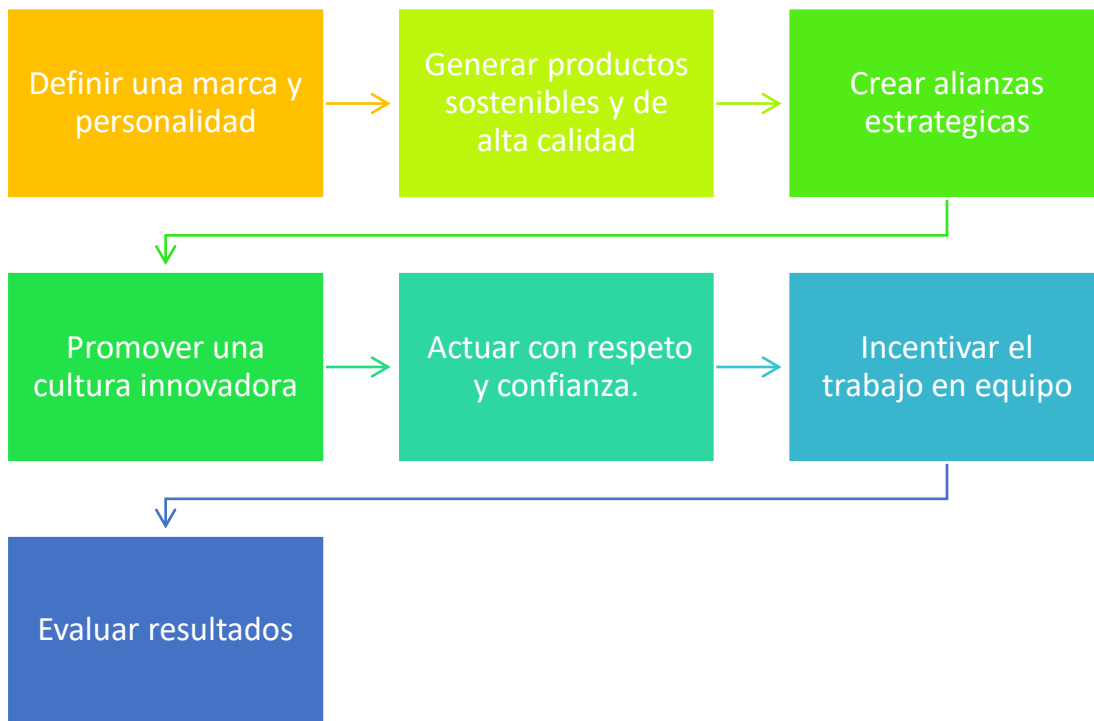 Definir una marca y
personalidad
Generar productos
sostenibles y de
alta calidad
Crear alianzas
estrategicas
Promover una
cultura innovadora
Actuar con respeto
y confianza.
Incentivar el
trabajo en equipo
Evaluar resultados